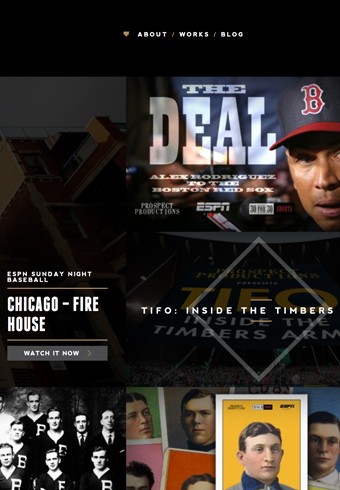 ABOUT / WORKS / BLOG
THE
DEAL
ALEX RODRIGUEZ
TO THE
BOSTON RED SOX
PROSPECT
PRODUCTIONS
ESPN
30 FOR 30 SHORTS
B
ESPN SUNDAY NIGHT
BASEBALL
CHICAGO – FIRE
HOUSE
WATCH IT NOW
PROSPECT
PRODUCTIONS
PRESENTS
TIFO
TIFO: INSIDE THE TIMBERS
INSIDE THE
TIMBERS ARM
B
B
ESPN